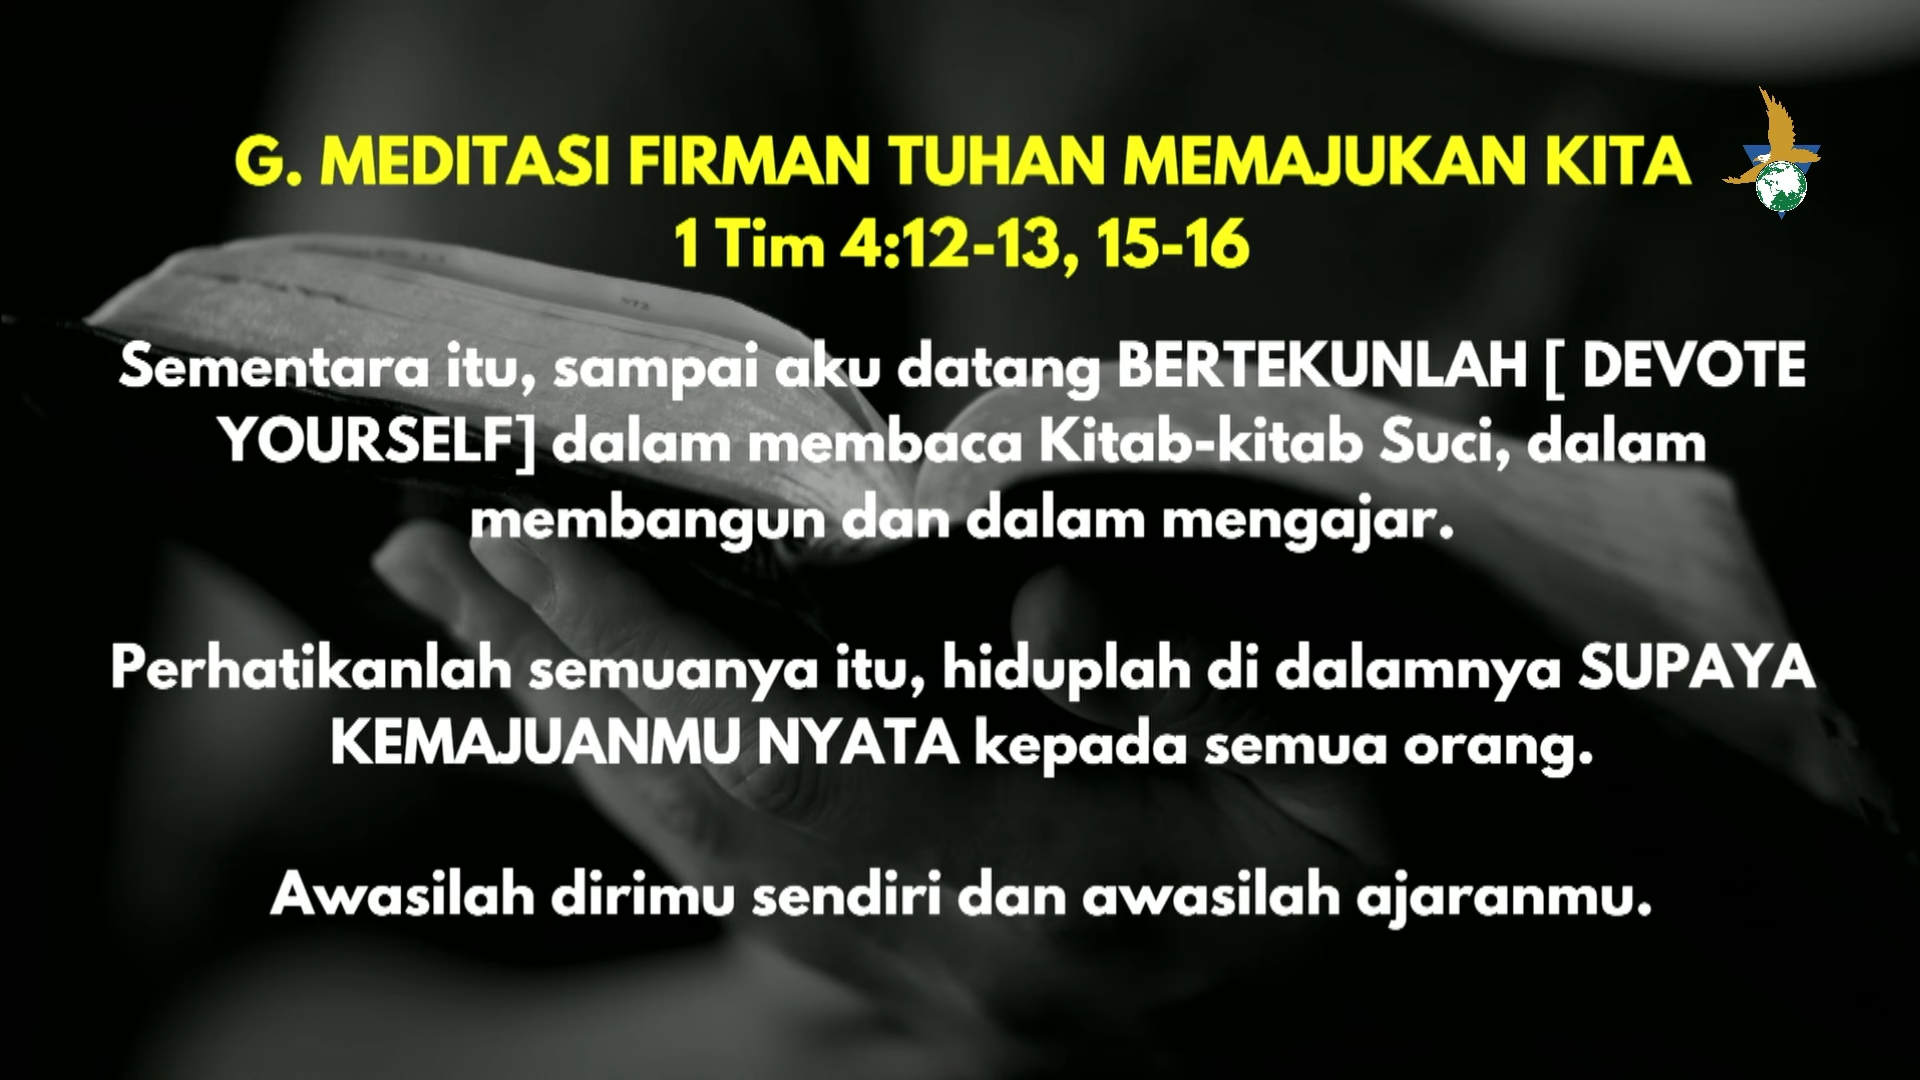 G. MEDITASI FIRMAN TUHAN MEMAJUKAN KITA
1 Tim 4:12-13, 15-16
Sementara itu, sampai aku datang BERTEKUNLAH [ DEVOTE
YOURSELF] dalam membaca Kitab-kitab Suci, dalam
membangun dan dalam mengajar.
Perhatikanlah semuanya itu, hiduplah di dalamnya SUPAYA
KEMAJUANMU NYATA kepada semua orang.
Awasilah dirimu sendiri dan awasilah ajaranmu.